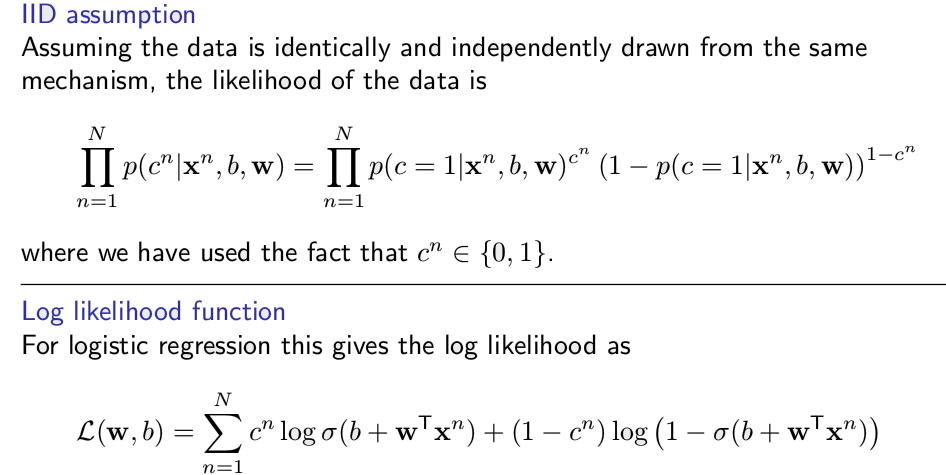 IID assumption
Assuming the data is identically and independently drawn from the same
mechanism, the likelihood of the data is
$$\prod_{n=1}^{N} p(c^n|\mathbf{x}^n, b, \mathbf{w}) = \prod_{n=1}^{N} p(c = 1|\mathbf{x}^n, b, \mathbf{w})^{c^n} \left(1 - p(c = 1|\mathbf{x}^n, b, \mathbf{w})\right)^{1-c^n}$$
where we have used the fact that $c^n \in \{0, 1\}$.
Log likelihood function
For logistic regression this gives the log likelihood as
$$\mathcal{L}(\mathbf{w}, b) = \sum_{n=1}^{N} c^n \log \sigma(b + \mathbf{w}^\mathsf{T}\mathbf{x}^n) + (1 - c^n) \log \left(1 - \sigma(b + \mathbf{w}^\mathsf{T}\mathbf{x}^n)\right)$$